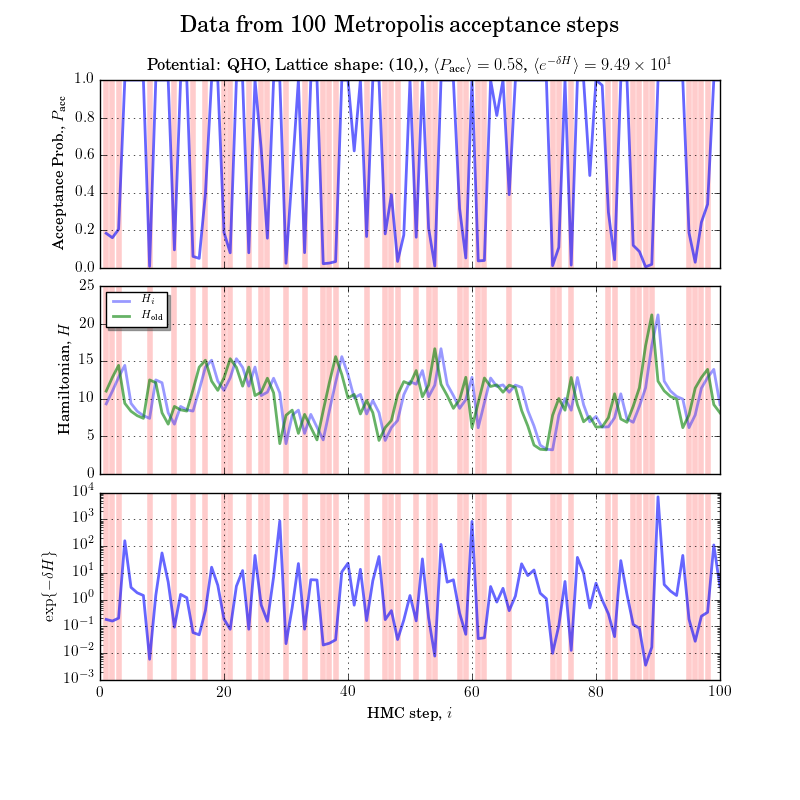 Data from 100 Metropolis acceptance steps
Potential: QHO, Lattice shape: (10,), ⟨P_acc⟩ = 0.58, ⟨e^{−δH}⟩ = 9.49 × 10^1
Acceptance Prob., P_acc
1.0
0.8
0.6
0.4
0.2
0.0
Hamiltonian, H
25
20
15
10
5
0
H_i
H_old
exp{−δH}
10^4
10^3
10^2
10^1
10^0
10^{−1}
10^{−2}
10^{−3}
0 20 40 60 80 100
HMC step, i